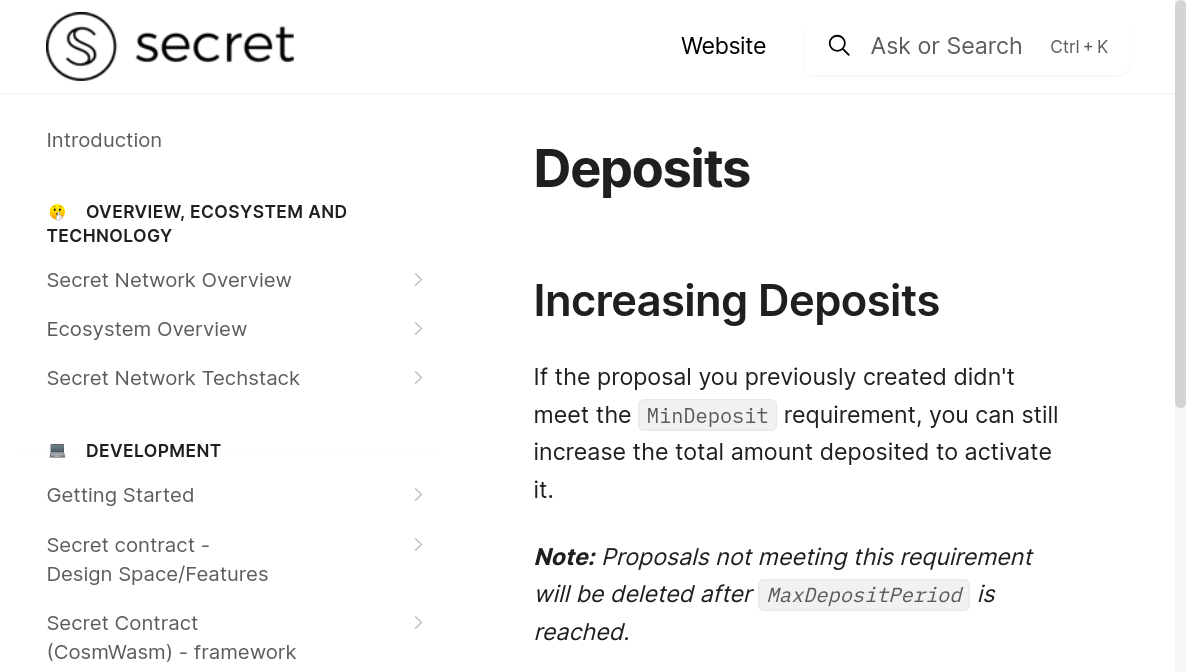 secret
Website
Ask or Search
Ctrl + K
Introduction
OVERVIEW, ECOSYSTEM AND
TECHNOLOGY
Secret Network Overview
Ecosystem Overview
Secret Network Techstack
DEVELOPMENT
Getting Started
Secret contract -
Design Space/Features
Secret Contract
(CosmWasm) - framework
Deposits
Increasing Deposits
If the proposal you previously created didn't
meet the MinDeposit requirement, you can still
increase the total amount deposited to activate
it.
Note: Proposals not meeting this requirement
will be deleted after MaxDepositPeriod is
reached.